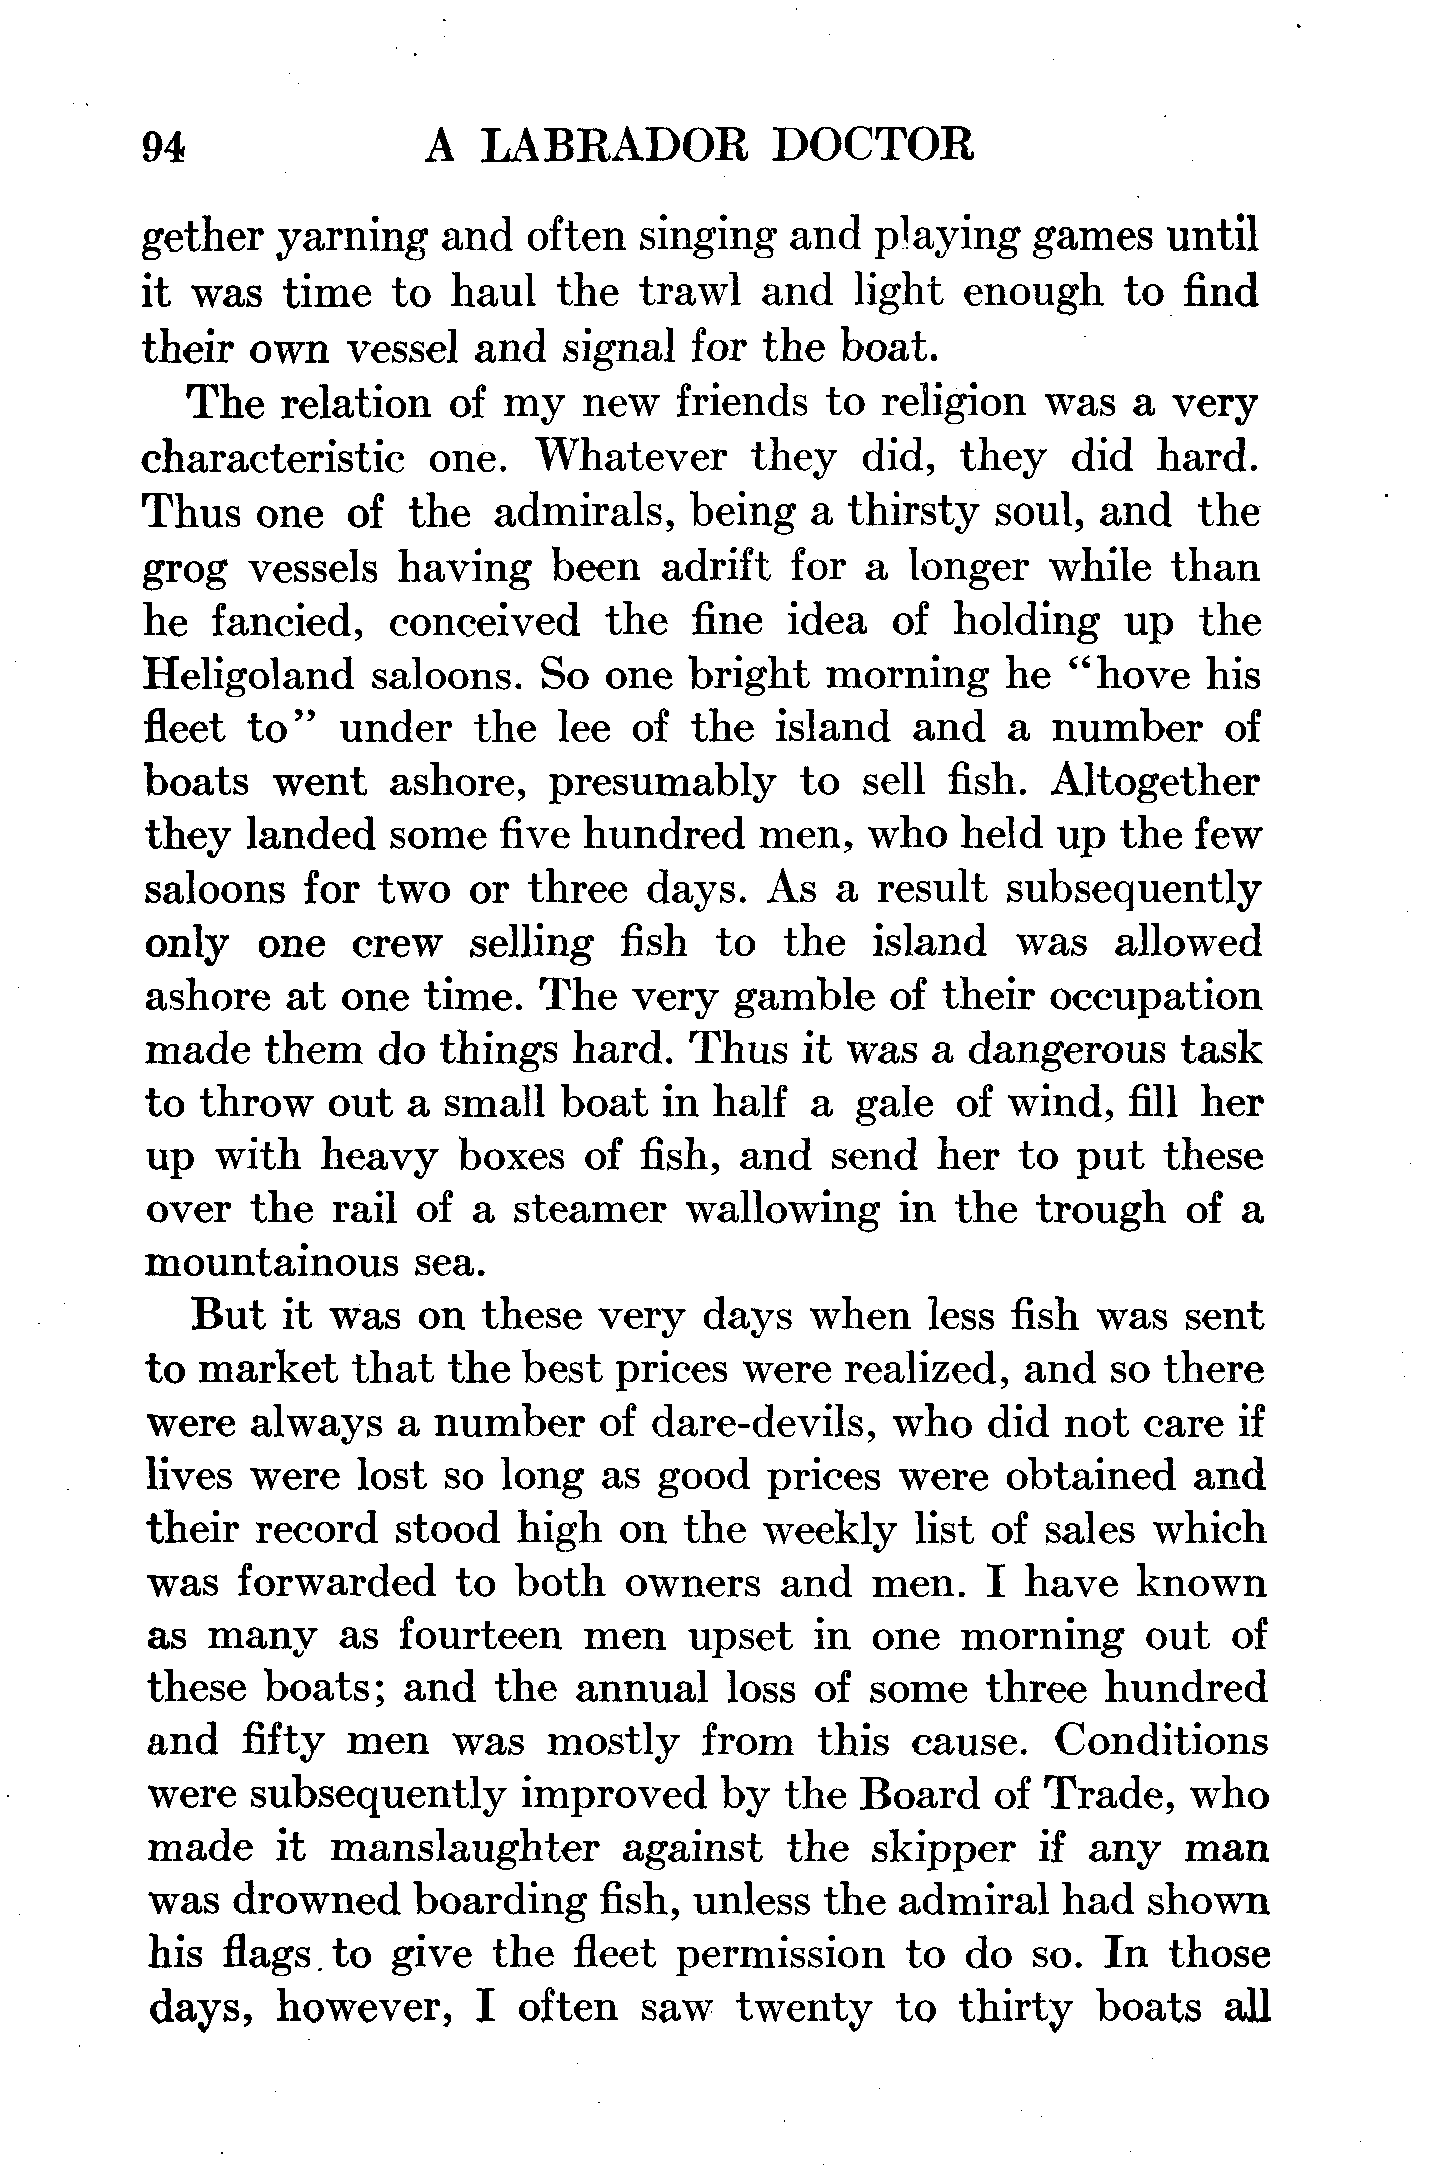 94 A LABRADOR DOCTOR
gether yarning and often singing and playing games until
it was time to haul the trawl and light enough to find
their own vessel and signal for the boat.
The relation of my new friends to religion was a very
characteristic one. Whatever they did, they did hard.
Thus one of the admirals, being a thirsty soul, and the
grog vessels having been adrift for a longer while than
he fancied, conceived the fine idea of holding up the
Heligoland saloons. So one bright morning he “hove his
fleet to” under the lee of the island and a number of
boats went ashore, presumably to sell fish. Altogether
they landed some five hundred men, who held up the few
saloons for two or three days. As a result subsequently
only one crew selling fish to the island was allowed
ashore at one time. The very gamble of their occupation
made them do things hard. Thus it was a dangerous task
to throw out a small boat in half a gale of wind, fill her
up with heavy boxes of fish, and send her to put these
over the rail of a steamer wallowing in the trough of a
mountainous sea.
But it was on these very days when less fish was sent
to market that the best prices were realized, and so there
were always a number of dare-devils, who did not care if
lives were lost so long as good prices were obtained and
their record stood high on the weekly list of sales which
was forwarded to both owners and men. I have known
as many as fourteen men upset in one morning out of
these boats; and the annual loss of some three hundred
and fifty men was mostly from this cause. Conditions
were subsequently improved by the Board of Trade, who
made it manslaughter against the skipper if any man
was drowned boarding fish, unless the admiral had shown
his flags to give the fleet permission to do so. In those
days, however, I often saw twenty to thirty boats all